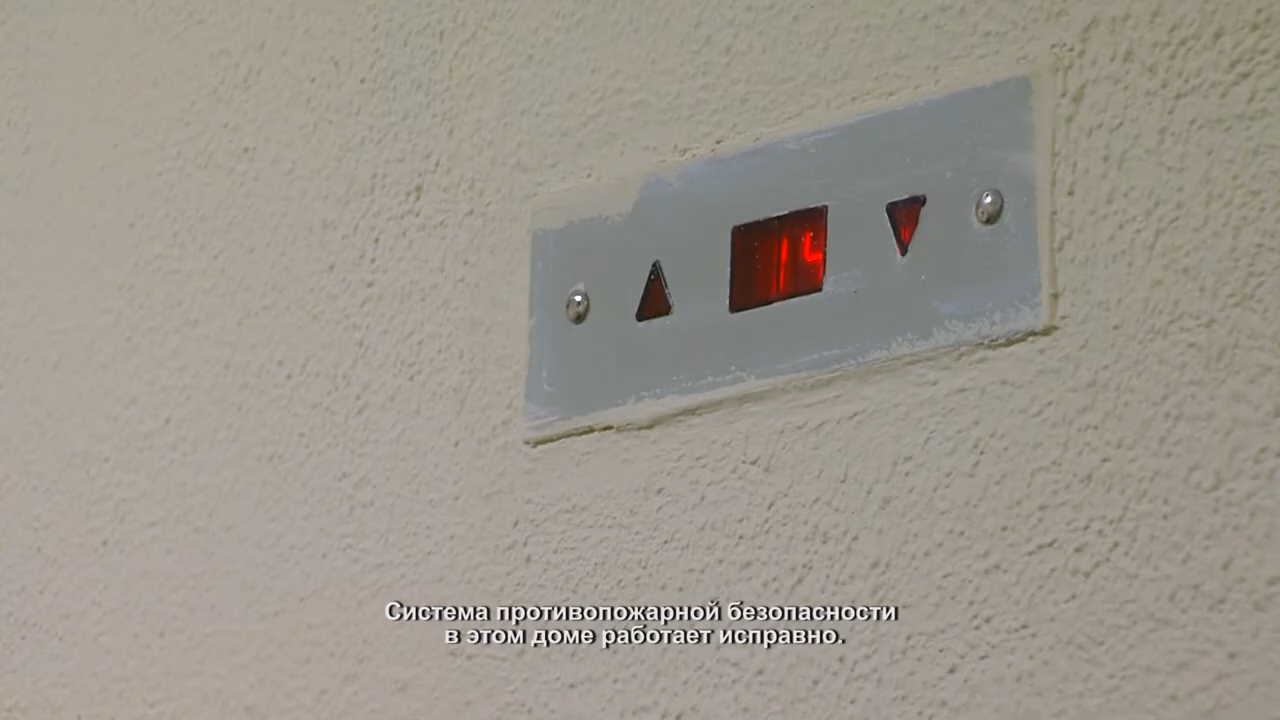 Система противопожарной безопасности
в этом доме работает исправно.